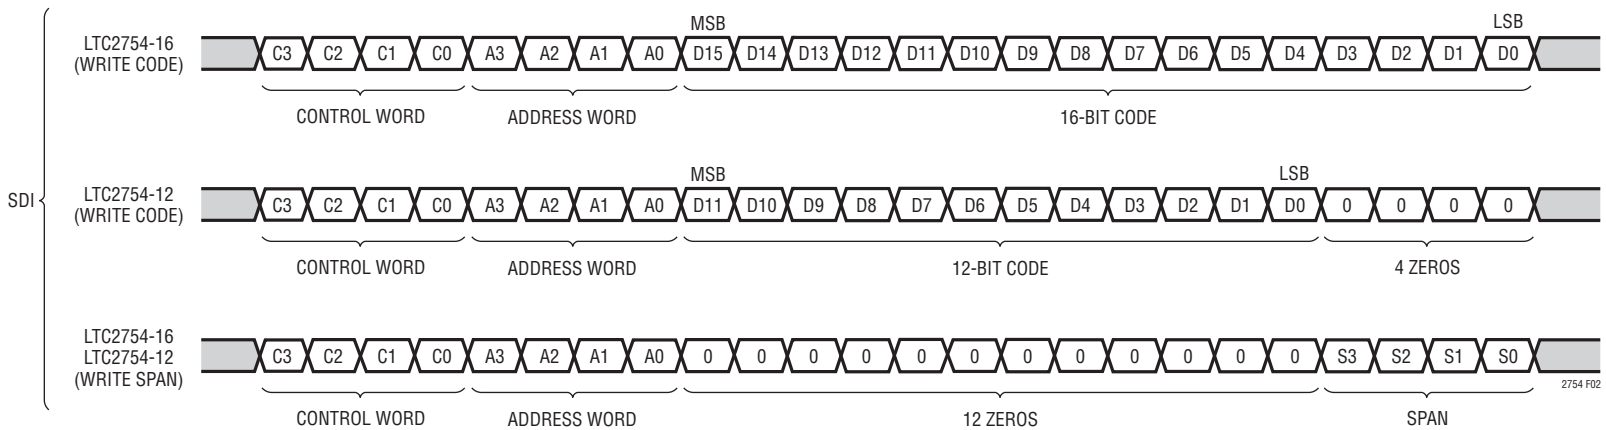 MSB LSB
LTC2754-16
(WRITE CODE)
C3 C2 C1 C0 A3 A2 A1 A0 D15 D14 D13 D12 D11 D10 D9 D8 D7 D6 D5 D4 D3 D2 D1 D0
CONTROL WORD ADDRESS WORD 16-BIT CODE
SDI
MSB LSB
LTC2754-12
(WRITE CODE)
C3 C2 C1 C0 A3 A2 A1 A0 D11 D10 D9 D8 D7 D6 D5 D4 D3 D2 D1 D0 0 0 0 0
CONTROL WORD ADDRESS WORD 12-BIT CODE 4 ZEROS
LTC2754-16
LTC2754-12
(WRITE SPAN)
C3 C2 C1 C0 A3 A2 A1 A0 0 0 0 0 0 0 0 0 0 0 0 0 S3 S2 S1 S0
2754 F02
CONTROL WORD ADDRESS WORD 12 ZEROS SPAN